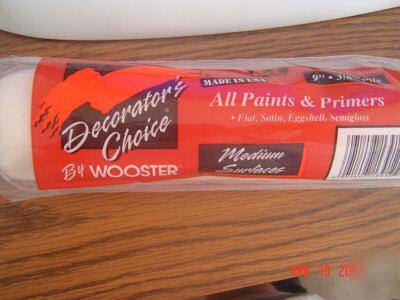 Decorator's
Choice
By WOOSTER
MADE IN USA
9" • 3/8"
All Paints & Primers
• Flat, Satin, Eggshell, Semigloss
Medium
Surfaces